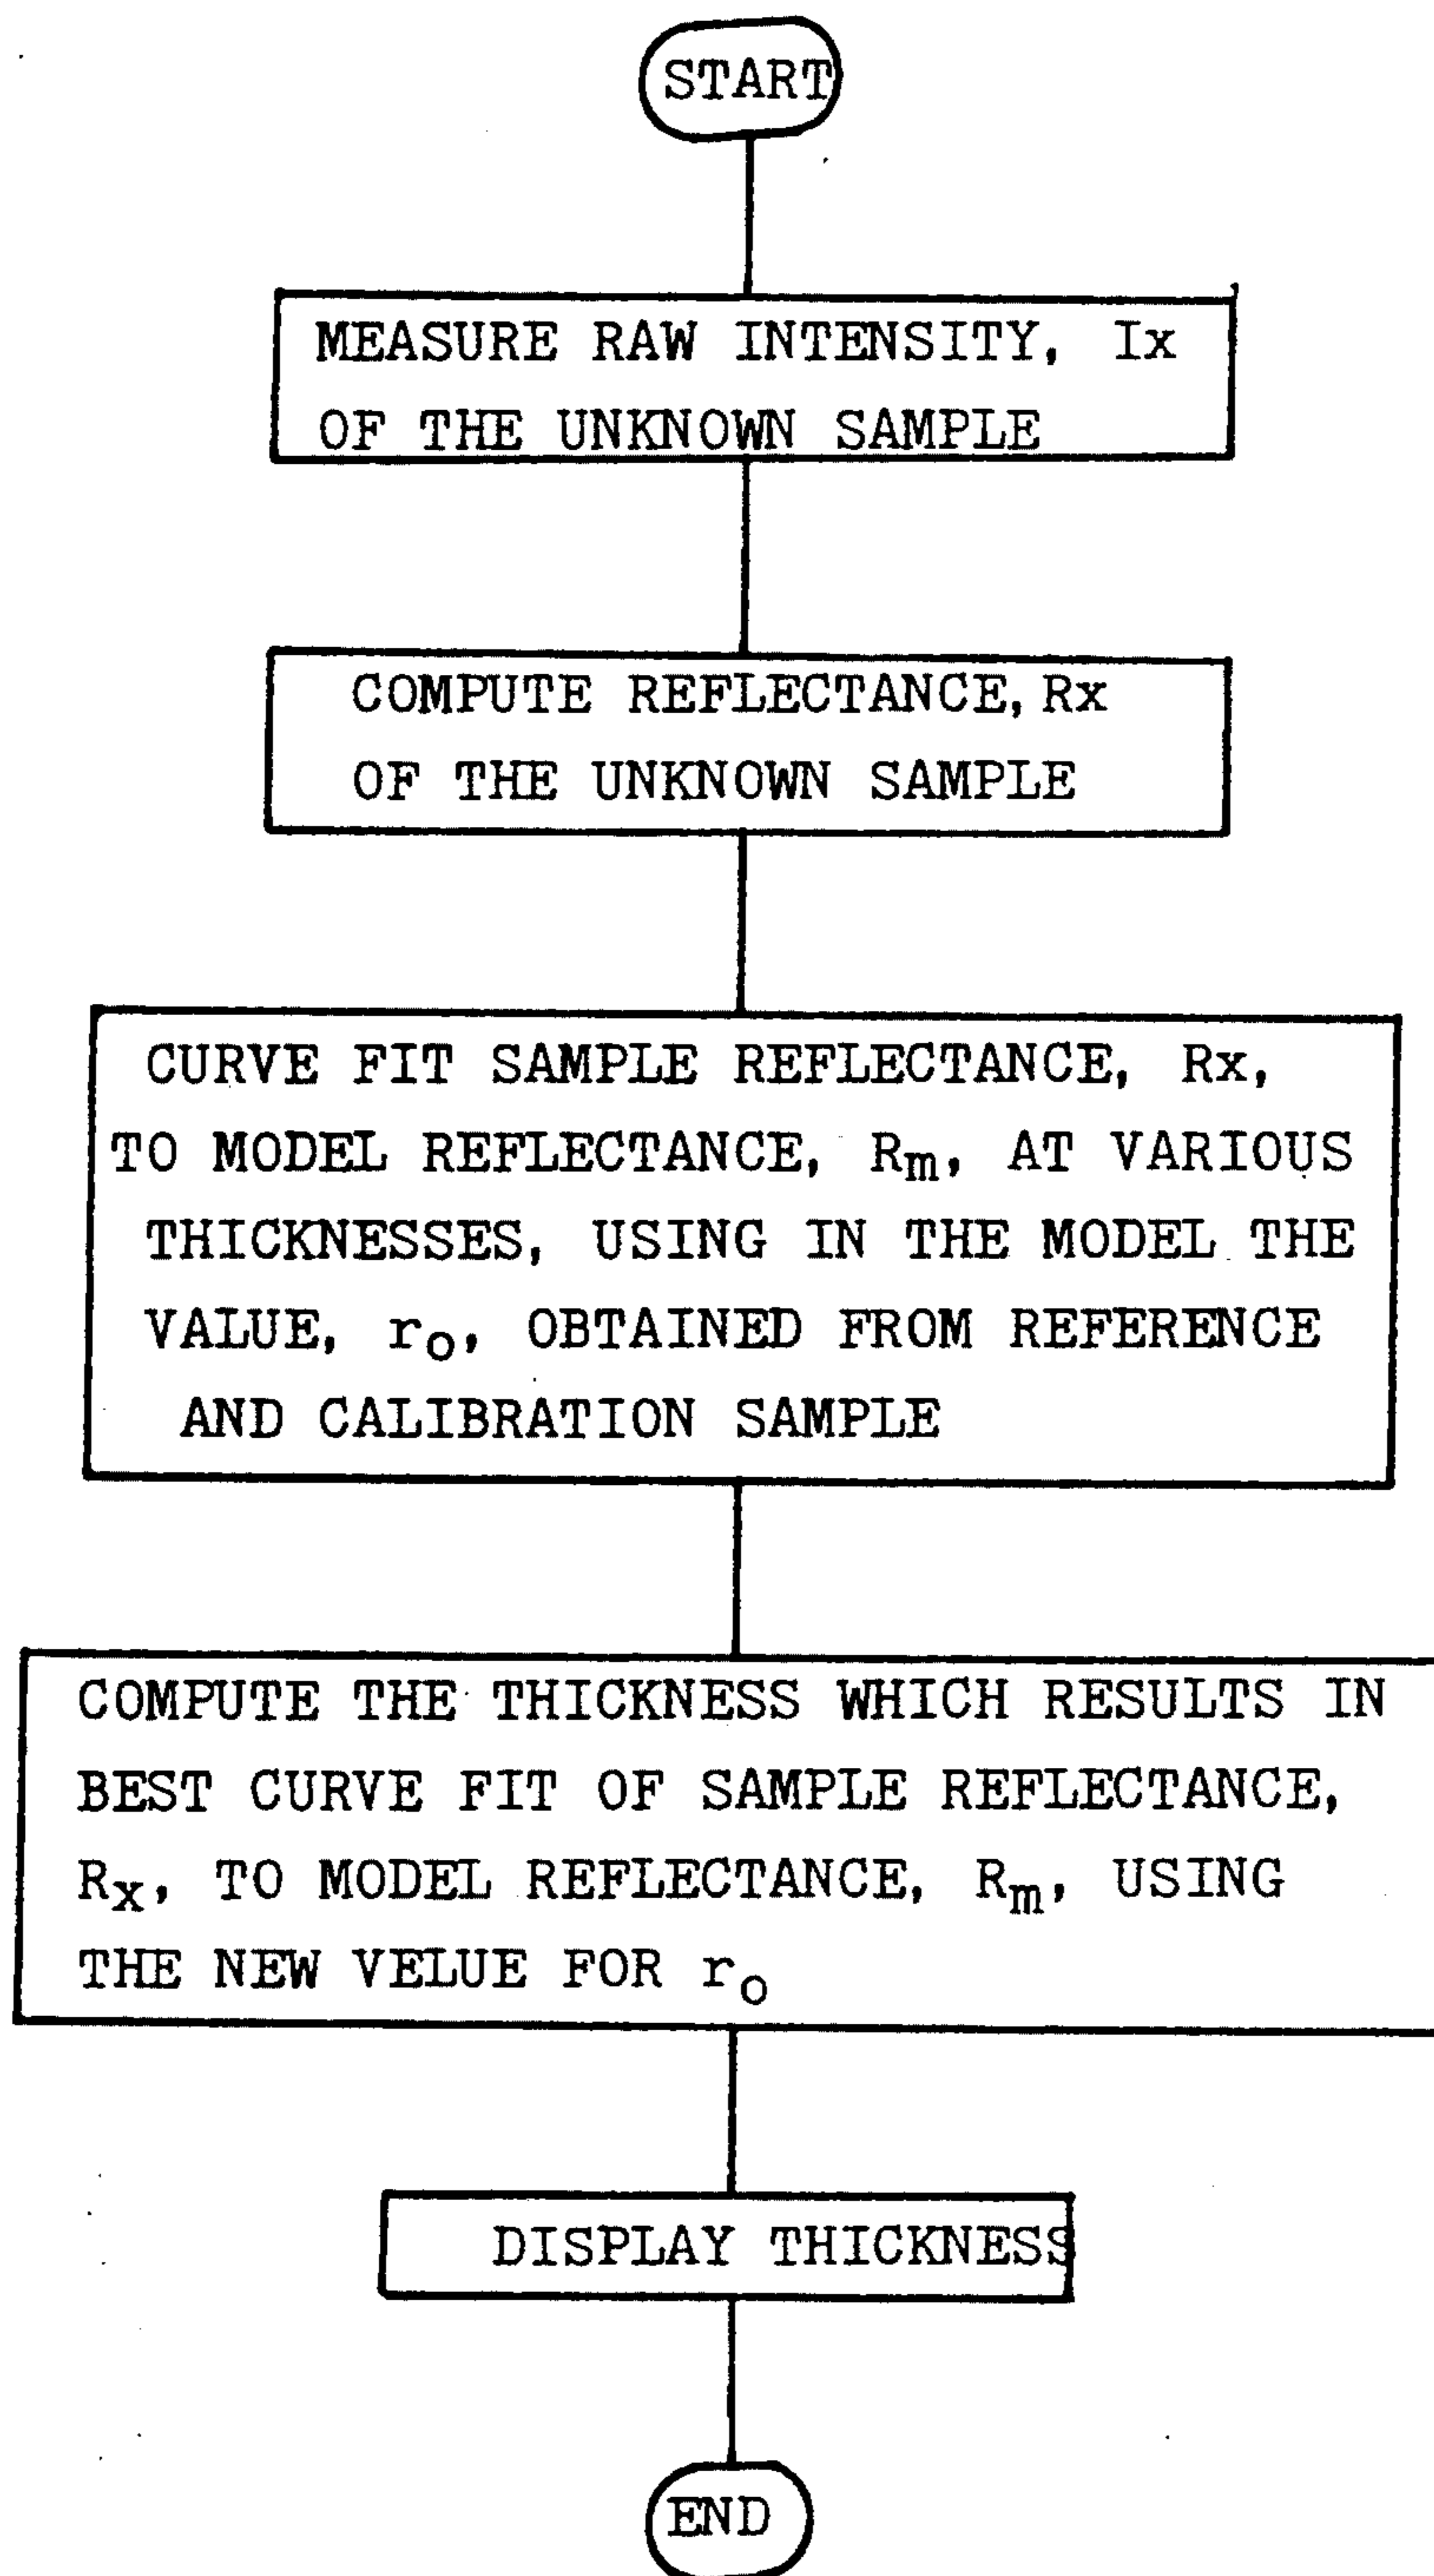 START
MEASURE RAW INTENSITY, Ix
OF THE UNKNOWN SAMPLE
COMPUTE REFLECTANCE, Rx
OF THE UNKNOWN SAMPLE
CURVE FIT SAMPLE REFLECTANCE, Rx,
TO MODEL REFLECTANCE, Rm, AT VARIOUS
THICKNESSES, USING IN THE MODEL THE
VALUE, ro, OBTAINED FROM REFERENCE
AND CALIBRATION SAMPLE
COMPUTE THE THICKNESS WHICH RESULTS IN
BEST CURVE FIT OF SAMPLE REFLECTANCE,
Rx, TO MODEL REFLECTANCE, Rm, USING
THE NEW VELUE FOR ro
DISPLAY THICKNESS
END